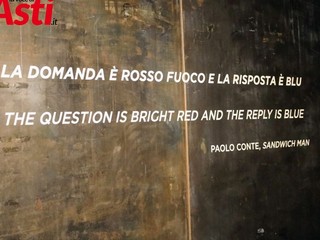 Asti.it
LA DOMANDA È ROSSO FUOCO E LA RISPOSTA È BLU
THE QUESTION IS BRIGHT RED AND THE REPLY IS BLUE
PAOLO CONTE, SANDWICH MAN